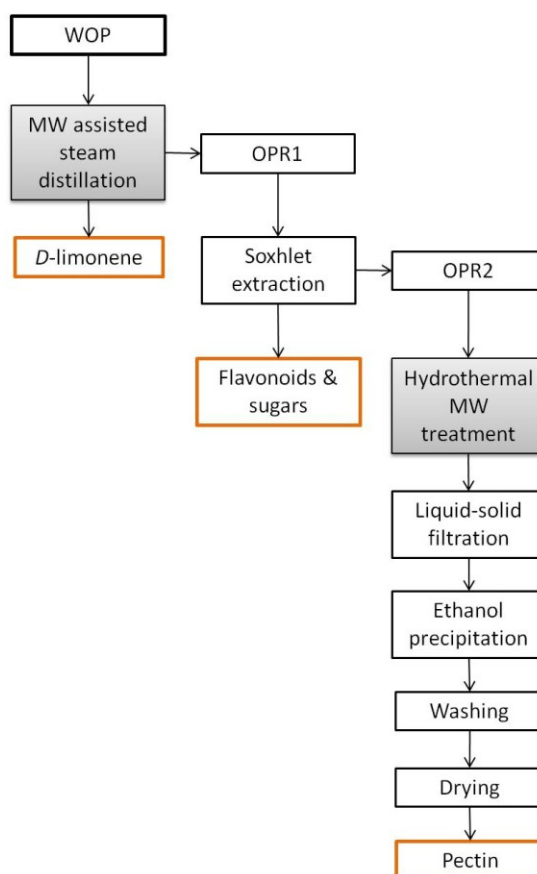 WOP
MW assisted
steam
distillation
OPR1
D-limonene
Soxhlet
extraction
OPR2
Flavonoids &
sugars
Hydrothermal
MW
treatment
Liquid-solid
filtration
Ethanol
precipitation
Washing
Drying
Pectin